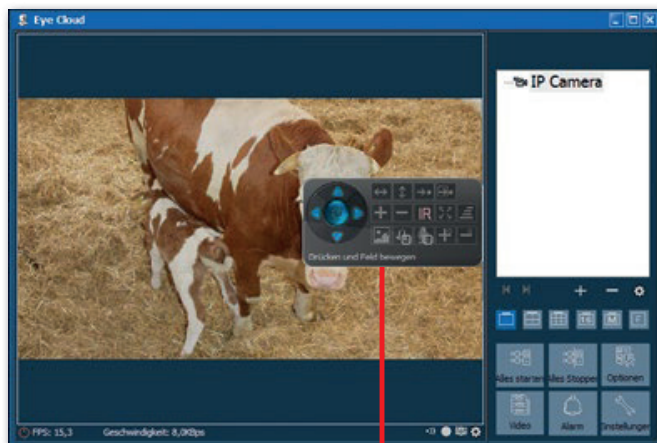 Eye Cloud
IP Camera
IR
Drücken und Feld bewegen
Alles starten Alles Stoppen Optionen
Video Alarm Einstellungen
FPS: 15,3 Geschwindigkeit: 8,0KBps